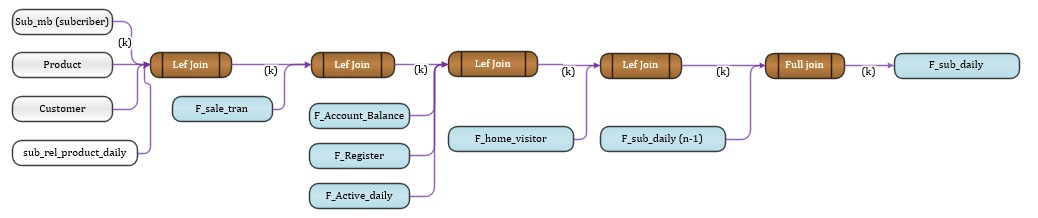 Sub_mb (subcriber)
(k)
Product
Customer
sub_rel_product_daily
Lef Join
(k)
F_sale_tran
Lef Join
(k)
F_Account_Balance
F_Register
F_Active_daily
Lef Join
(k)
F_home_visitor
Lef Join
(k)
F_sub_daily (n-1)
Full join
(k)
F_sub_daily